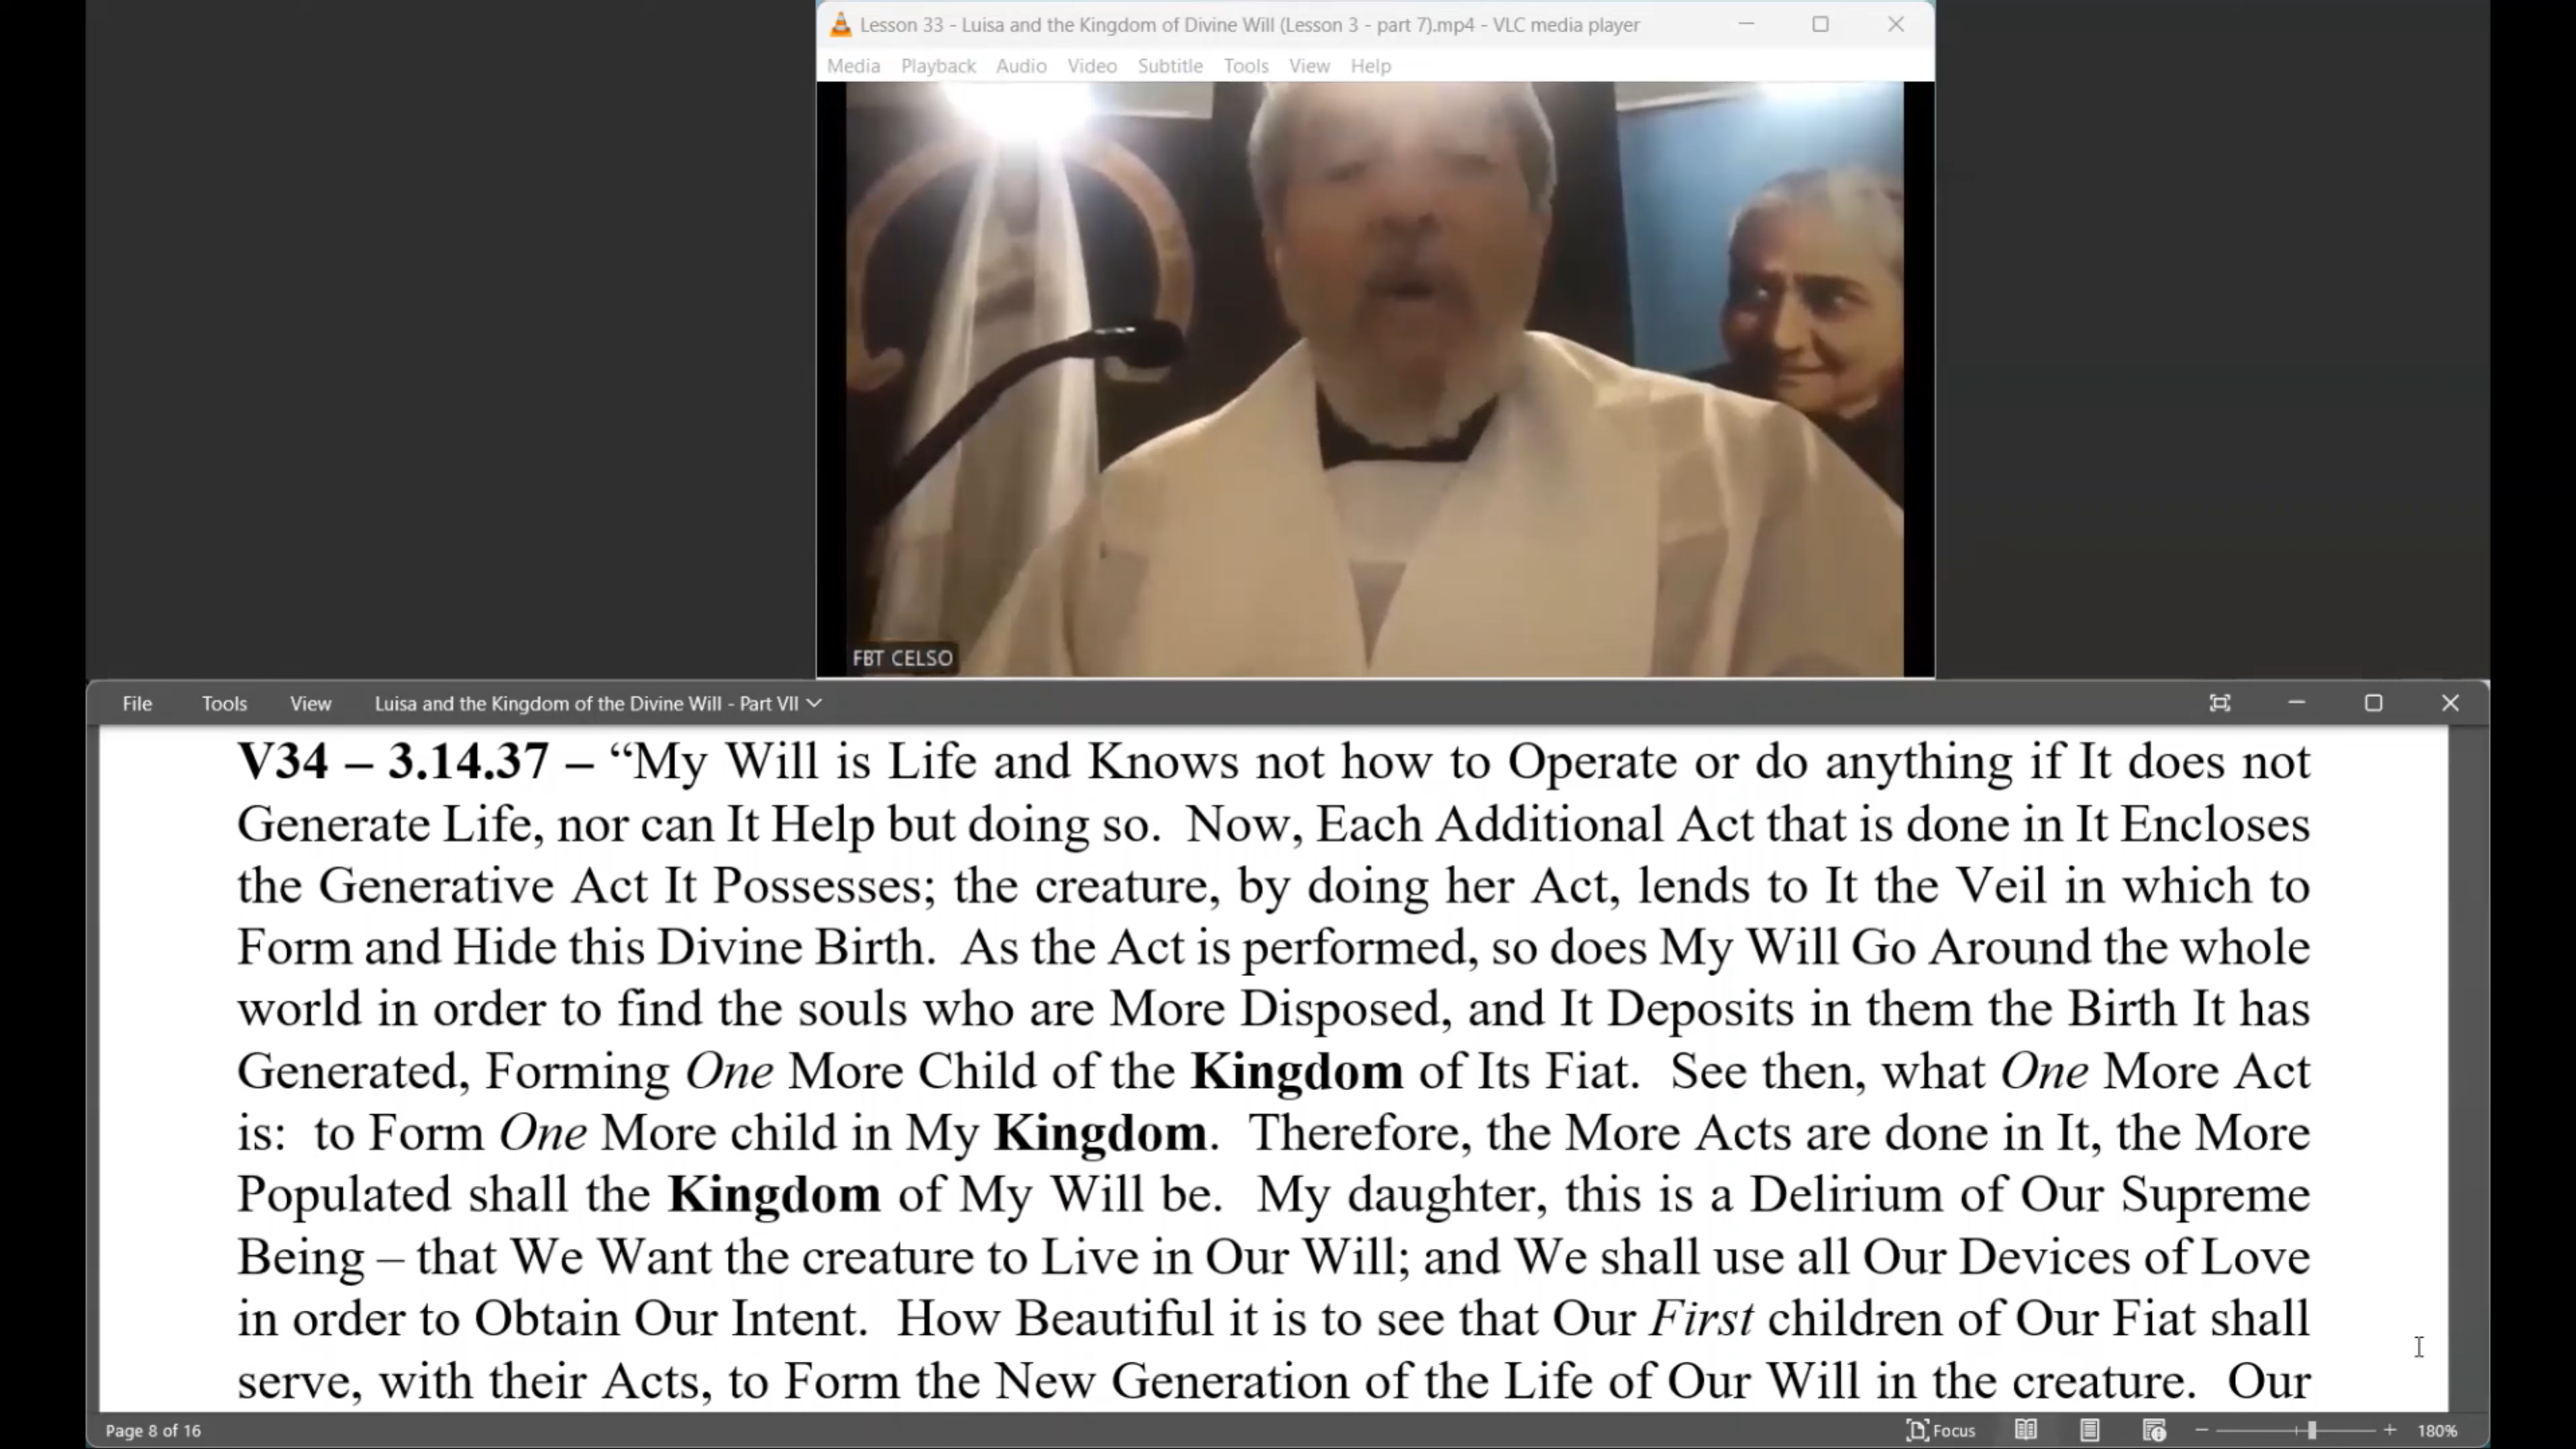 Lesson 33 - Luisa and the Kingdom of Divine Will (Lesson 3 - part 7).mp4 - VLC media player
Media Playback Audio Video Subtitle Tools View Help
FBT CELSO
File Tools View Luisa and the Kingdom of the Divine Will - Part VII
V34 – 3.14.37 – “My Will is Life and Knows not how to Operate or do anything if It does not
Generate Life, nor can It Help but doing so. Now, Each Additional Act that is done in It Encloses
the Generative Act It Possesses; the creature, by doing her Act, lends to It the Veil in which to
Form and Hide this Divine Birth. As the Act is performed, so does My Will Go Around the whole
world in order to find the souls who are More Disposed, and It Deposits in them the Birth It has
Generated, Forming One More Child of the Kingdom of Its Fiat. See then, what One More Act
is: to Form One More child in My Kingdom. Therefore, the More Acts are done in It, the More
Populated shall the Kingdom of My Will be. My daughter, this is a Delirium of Our Supreme
Being – that We Want the creature to Live in Our Will; and We shall use all Our Devices of Love
in order to Obtain Our Intent. How Beautiful it is to see that Our First children of Our Fiat shall
serve, with their Acts, to Form the New Generation of the Life of Our Will in the creature. Our
Page 8 of 16 Focus 180%